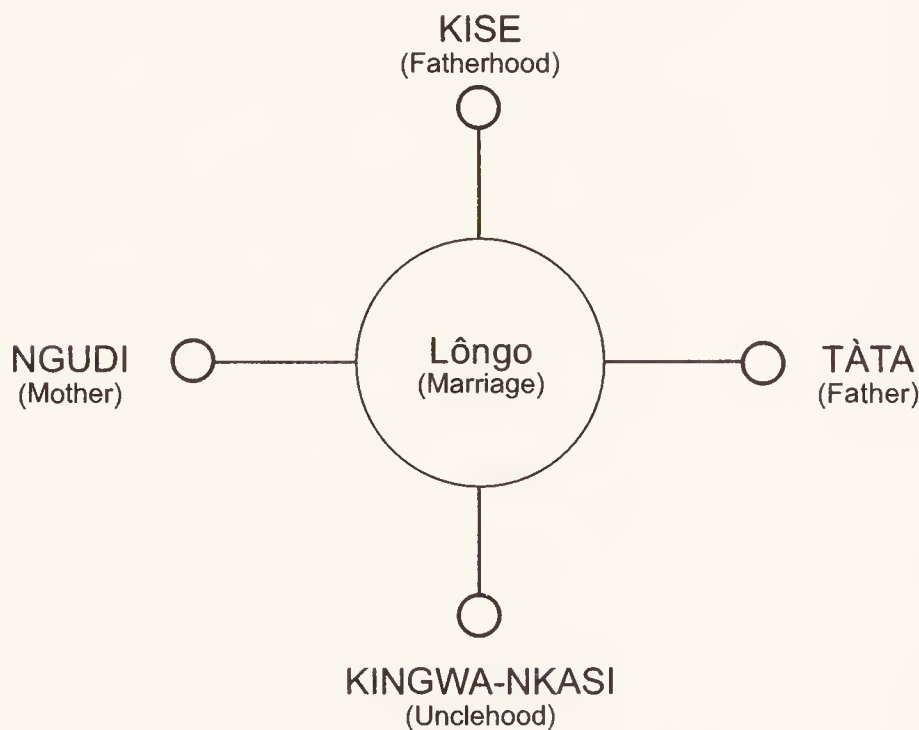 KISE
(Fatherhood)
NGUDI
(Mother)
Lôngo
(Marriage)
TÀTA
(Father)
KINGWA-NKASI
(Unclehood)